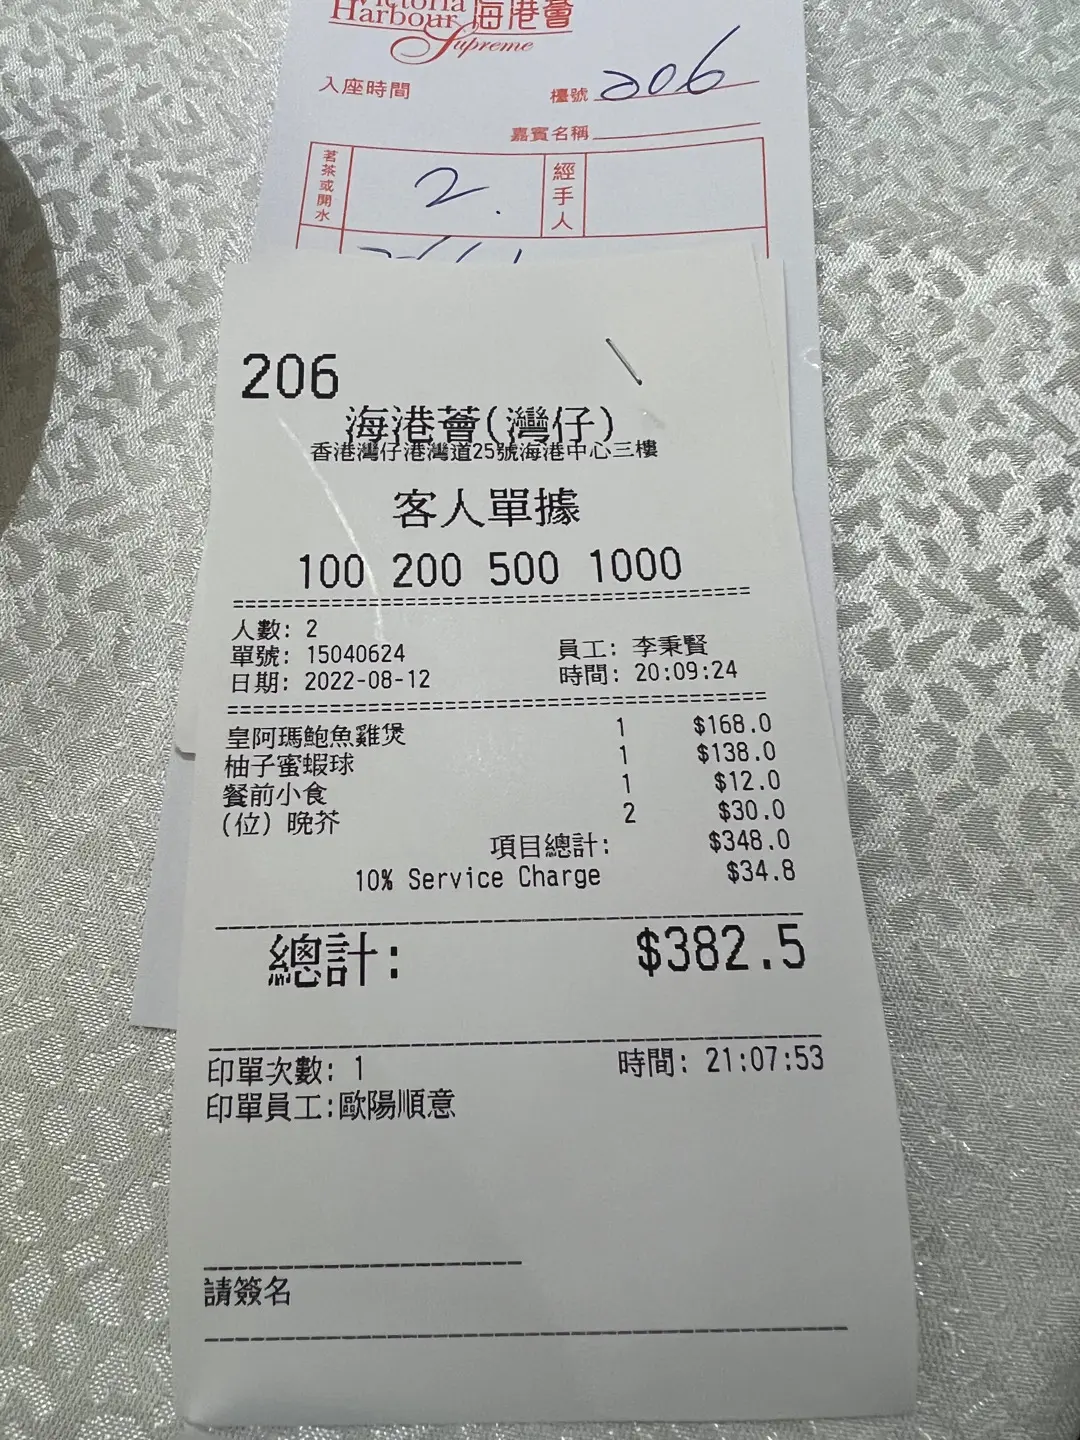 Victoria
Harbour 海港薈
Supreme
入座時間
檯號 206
嘉賓名稱
茗茶或開水 2. 經手人
206
海港薈(灣仔)
香港灣仔港灣道25號海港中心三樓
客人單據
100 200 500 1000
人數: 2
單號: 15040624 員工: 李秉賢
日期: 2022-08-12 時間: 20:09:24
皇阿瑪鮑魚雞煲 1 $168.0
柚子蜜蝦球 1 $138.0
餐前小食 1 $12.0
(位) 晚芥 2 $30.0
項目總計: $348.0
10% Service Charge $34.8
總計: $382.5
印單次數: 1 時間: 21:07:53
印單員工:歐陽順意
請簽名